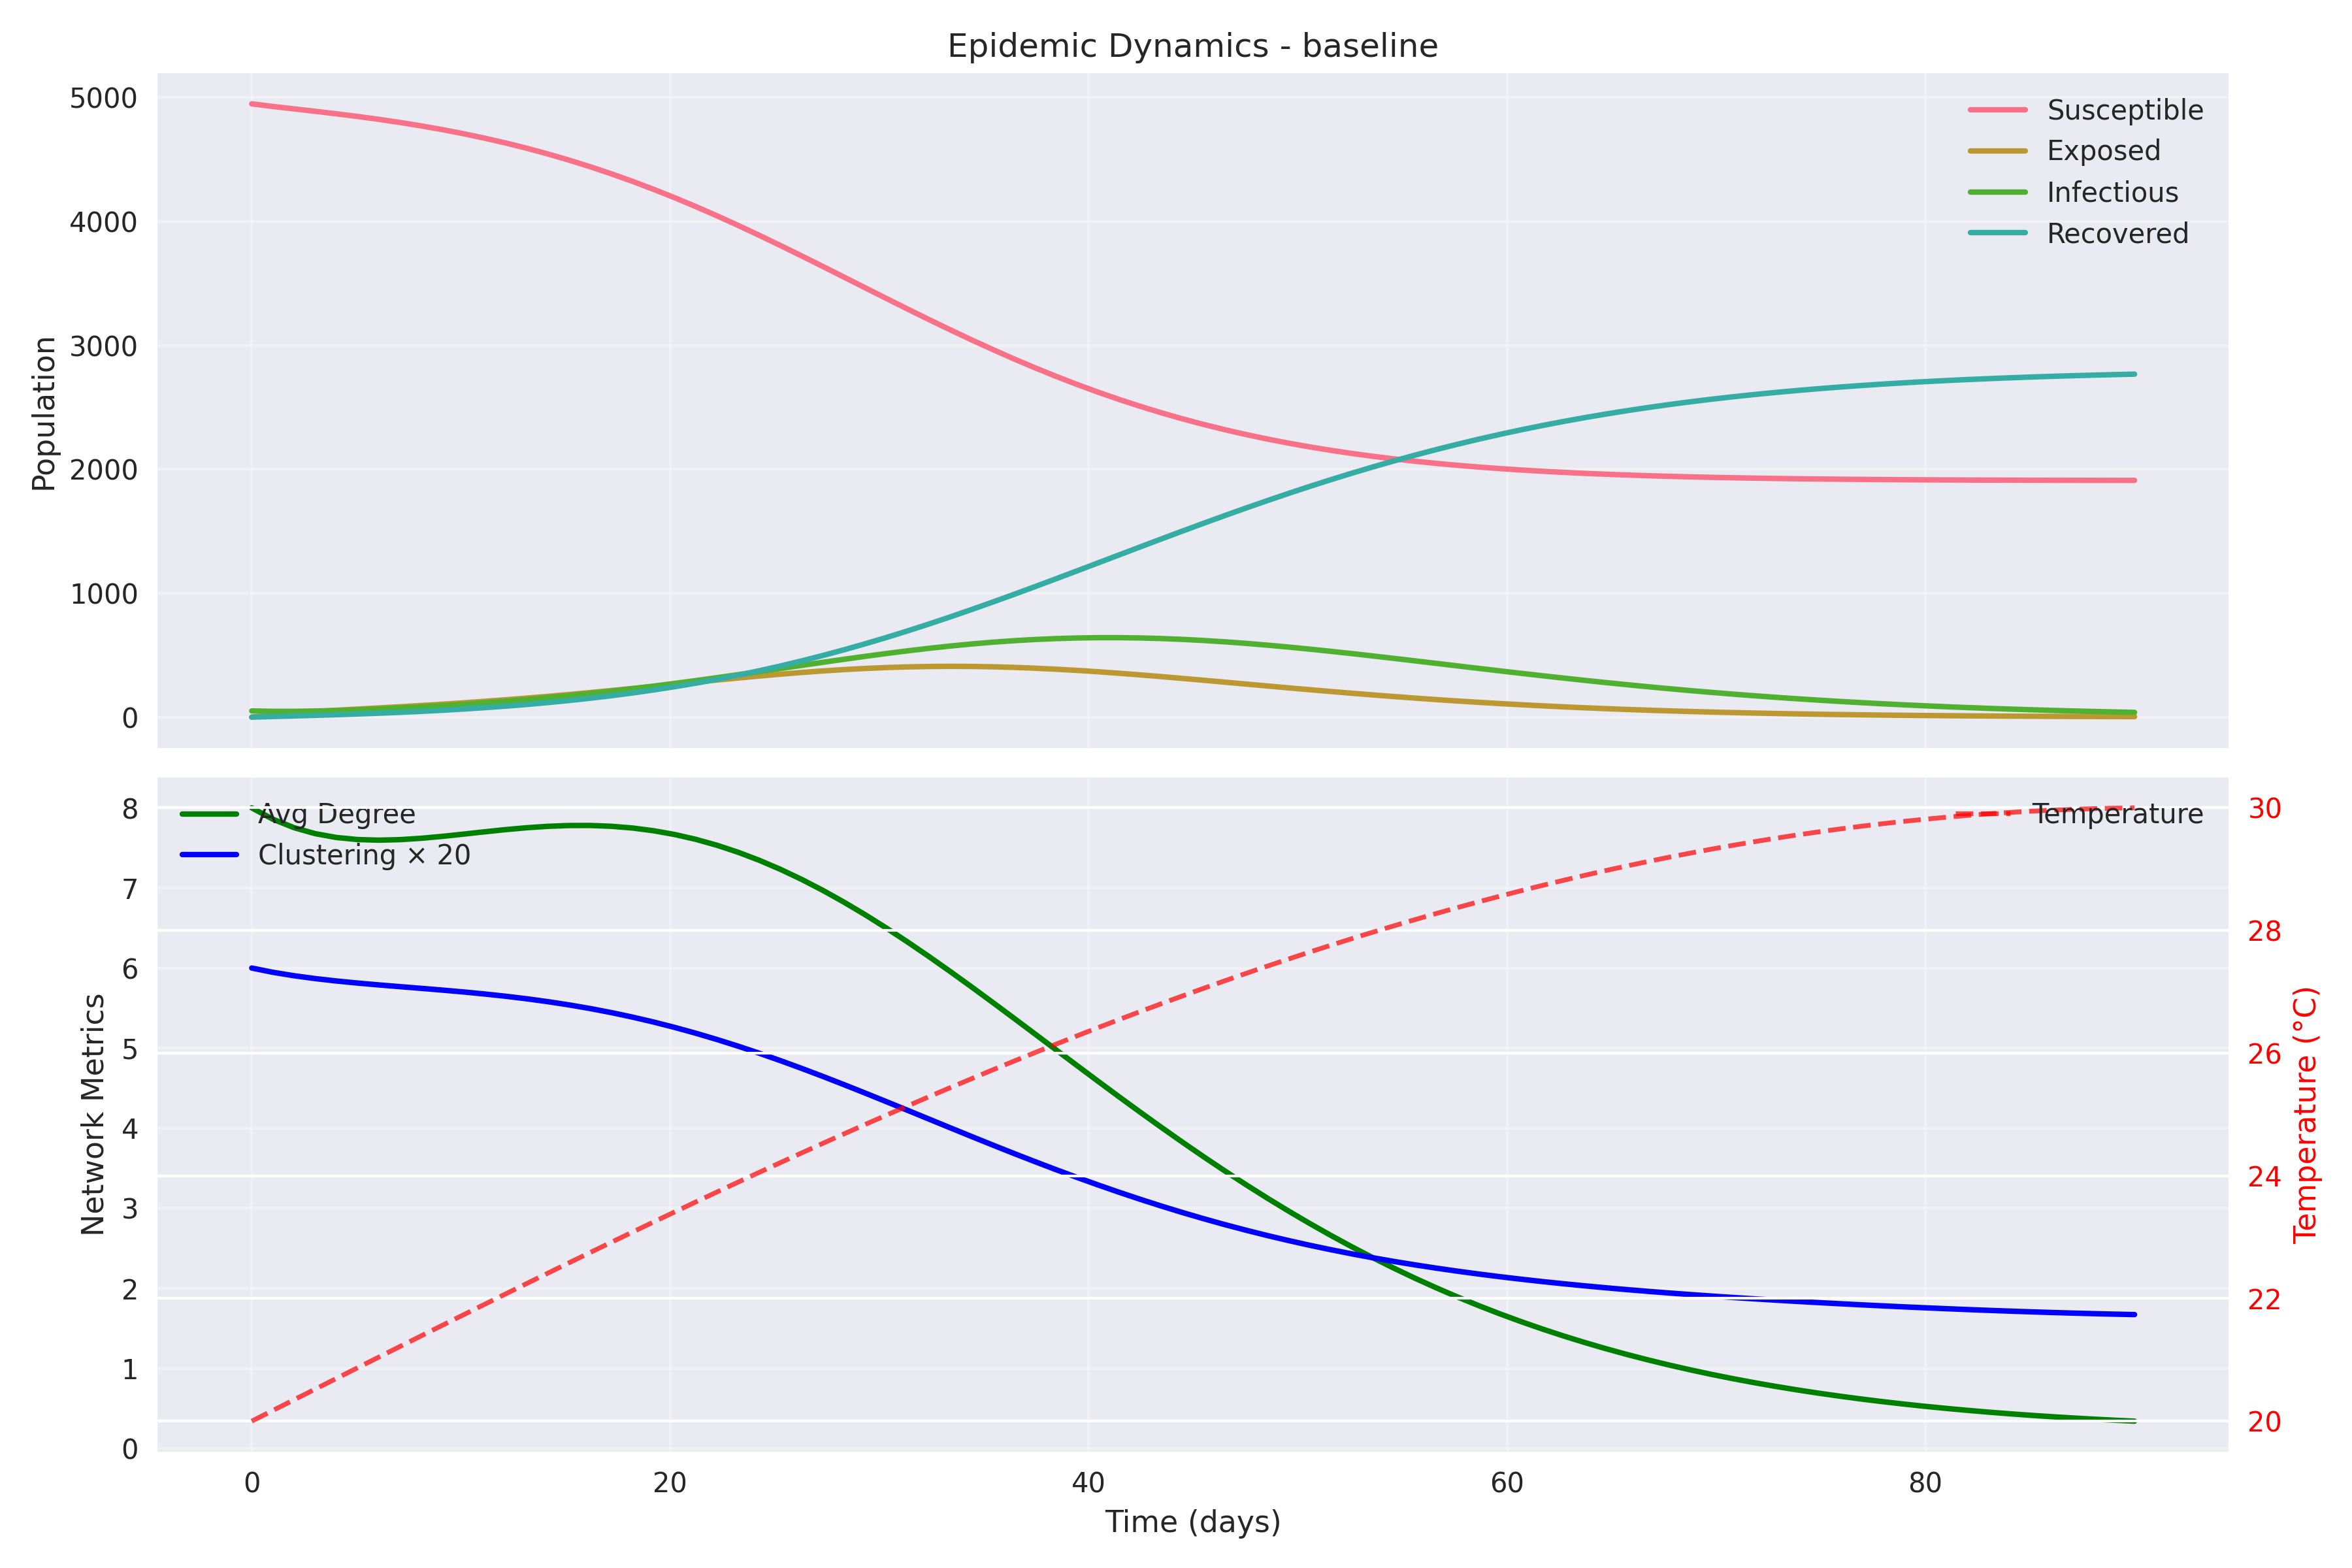 Epidemic Dynamics - baseline
5000
4000
3000
2000
1000
0
Population
Susceptible
Exposed
Infectious
Recovered
8
7
6
5
4
3
2
1
0
Network Metrics
Avg Degree
Clustering × 20
Temperature
30
28
26
24
22
20
Temperature (°C)
0 20 40 60 80
Time (days)